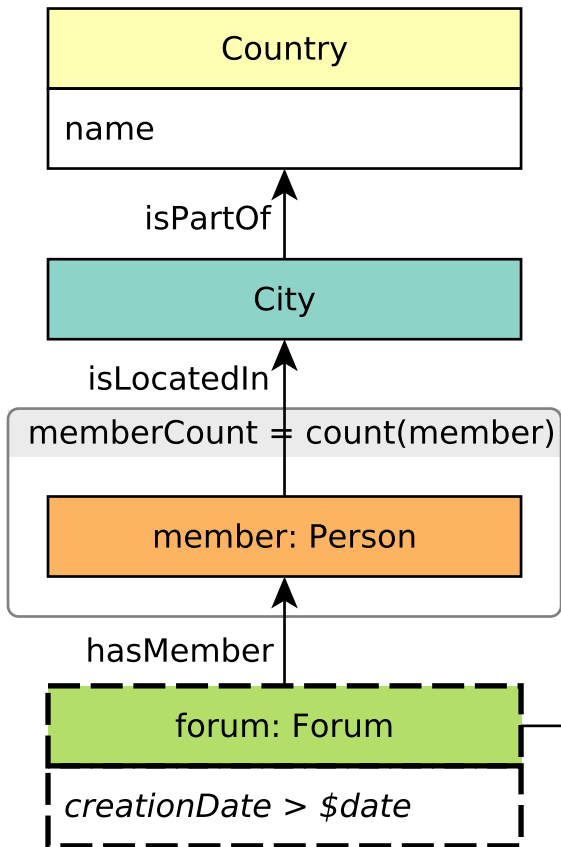 Country
name
isPartOf
City
isLocatedIn
memberCount = count(member)
member: Person
hasMember
forum: Forum
creationDate > $date